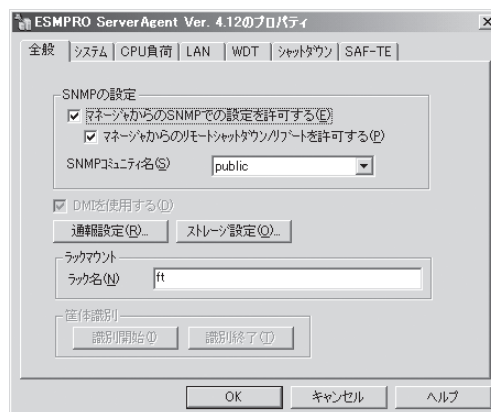 ESMPRO ServerAgent Ver. 4.12のプロパティ
全般 システム CPU負荷 LAN WDT シャットダウン SAF-TE
SNMPの設定
マネージャからのSNMPでの設定を許可する(E)
マネージャからのリモートシャットダウン/リブートを許可する(P)
SNMPコミュニティ名(S) public
DMIを使用する(D)
通報設定(R)... ストレージ設定(O)...
ラックマウント
ラック名(N) ft
筐体識別
識別開始(I) 識別終了(T)
OK キャンセル ヘルプ